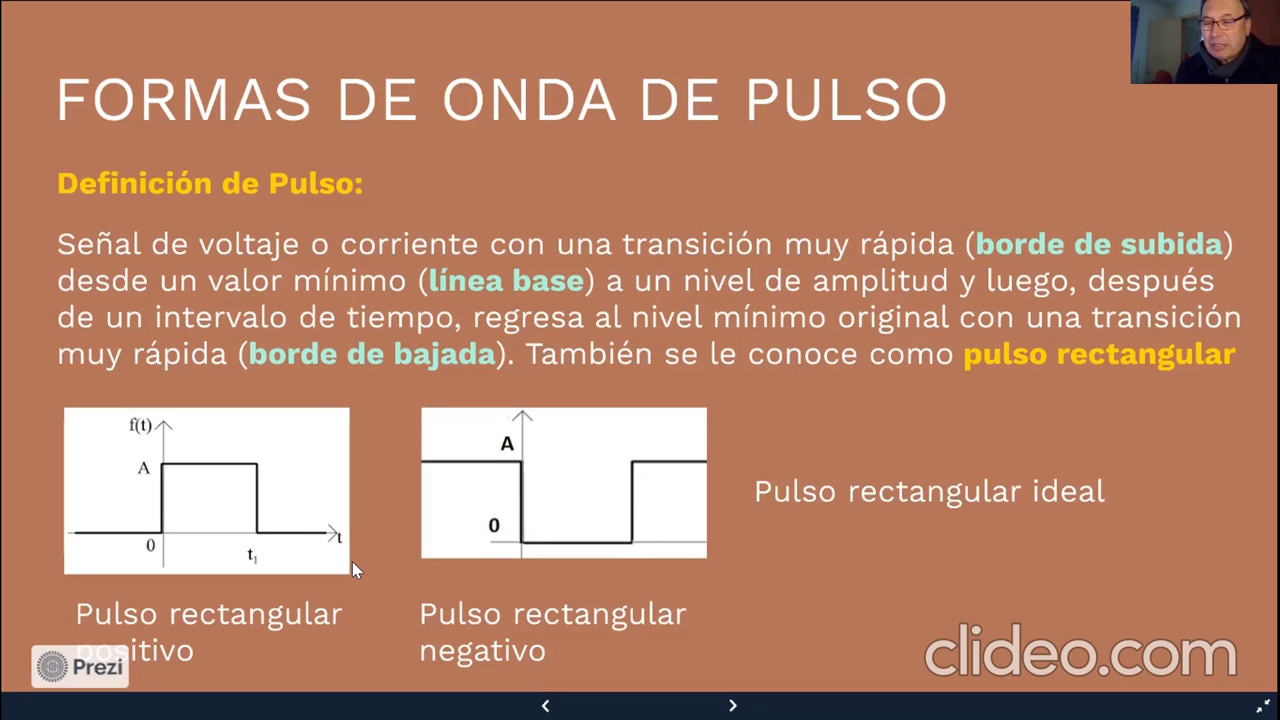 FORMAS DE ONDA DE PULSO
Definición de Pulso:
Señal de voltaje o corriente con una transición muy rápida (borde de subida)
desde un valor mínimo (línea base) a un nivel de amplitud y luego, después
de un intervalo de tiempo, regresa al nivel mínimo original con una transición
muy rápida (borde de bajada). También se le conoce como pulso rectangular
f(t)
A
0
t1
t
A
0
Pulso rectangular ideal
Pulso rectangular
positivo
Pulso rectangular
negativo
Prezi
clideo.com